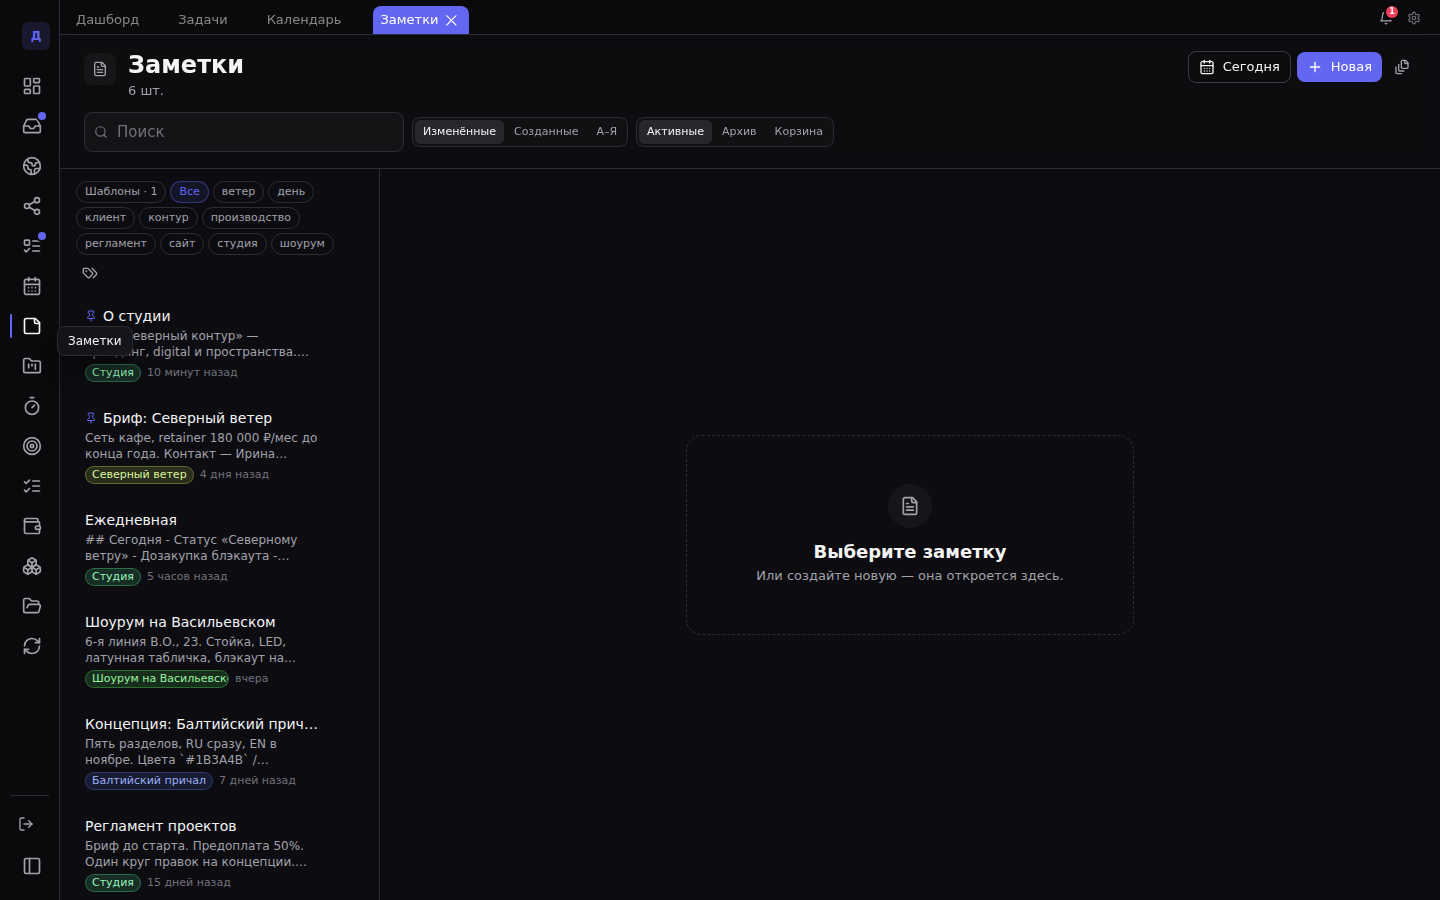 Д
Дашборд
Задачи
Календарь
Заметки
1
Заметки
6 шт.
Сегодня
Новая
Поиск
Изменённые
Созданные
А–Я
Активные
Архив
Корзина
Шаблоны · 1
Все
ветер
день
клиент
контур
производство
регламент
сайт
студия
шоурум
Заметки
О студии
еверный контур» —
нг, digital и пространства....
Студия
10 минут назад
Бриф: Северный ветер
Сеть кафе, retainer 180 000 ₽/мес до
конца года. Контакт — Ирина...
Северный ветер
4 дня назад
Ежедневная
## Сегодня - Статус «Северному
ветру» - Дозакупка блэкаута -...
Студия
5 часов назад
Шоурум на Васильевском
6-я линия В.О., 23. Стойка, LED,
латунная табличка, блэкаут на...
Шоурум на Васильевск
вчера
Концепция: Балтийский прич...
Пять разделов, RU сразу, EN в
ноябре. Цвета `#1B3A4B` /...
Балтийский причал
7 дней назад
Регламент проектов
Бриф до старта. Предоплата 50%.
Один круг правок на концепции....
Студия
15 дней назад
Выберите заметку
Или создайте новую — она откроется здесь.